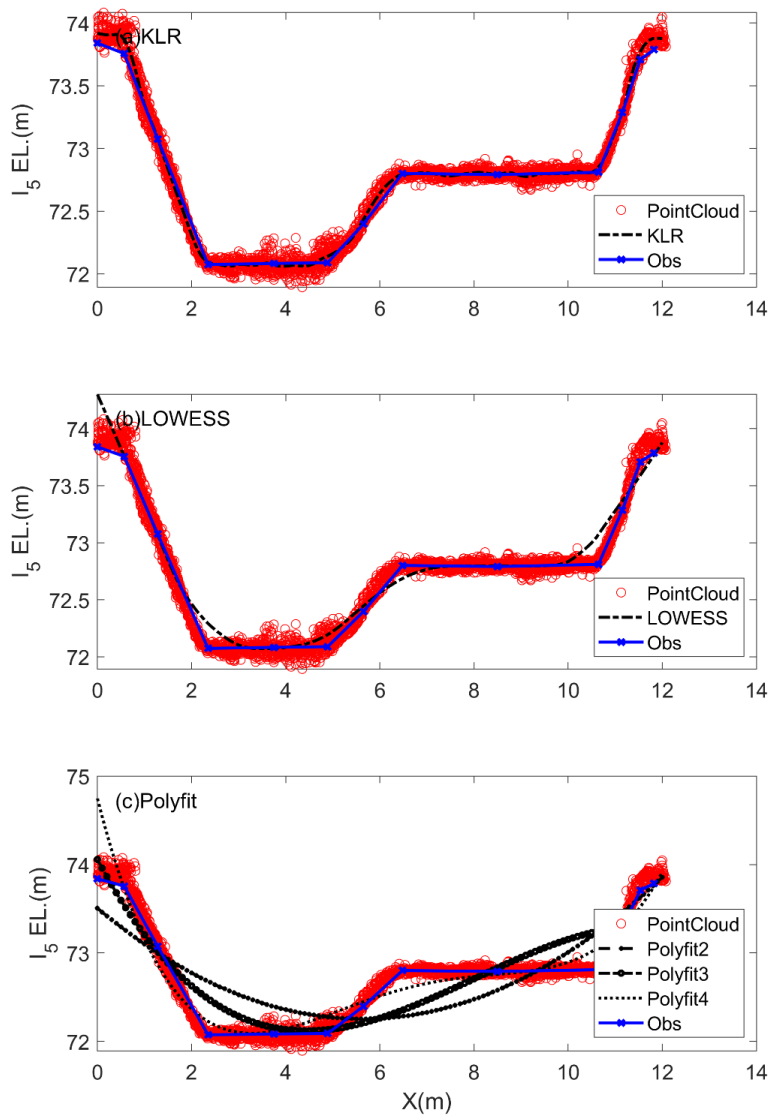 (a)KLR
74
73.5
73
72.5
72
I5 EL.(m)
PointCloud
KLR
Obs
0 2 4 6 8 10 12 14
(b)LOWESS
74
73.5
73
72.5
72
I5 EL.(m)
PointCloud
LOWESS
Obs
0 2 4 6 8 10 12 14
75
(c)Polyfit
74
73
72
I5 EL.(m)
PointCloud
Polyfit2
Polyfit3
Polyfit4
Obs
0 2 4 6 8 10 12 14
X(m)